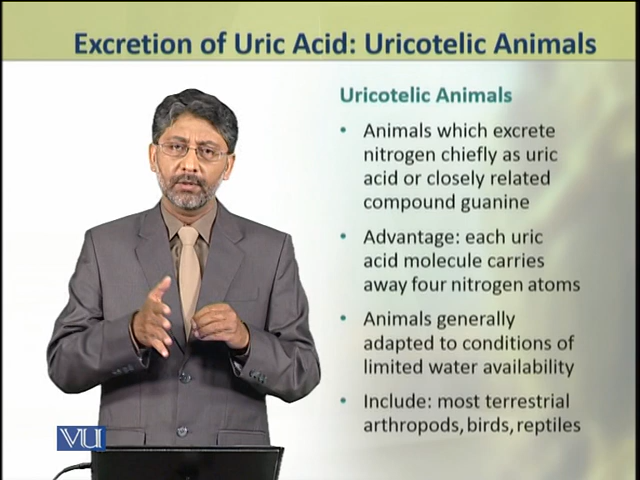 Excretion of Uric Acid: Uricotelic Animals
Uricotelic Animals
• Animals which excrete
nitrogen chiefly as uric
acid or closely related
compound guanine
• Advantage: each uric
acid molecule carries
away four nitrogen atoms
• Animals generally
adapted to conditions of
limited water availability
• Include: most terrestrial
arthropods, birds, reptiles
VU